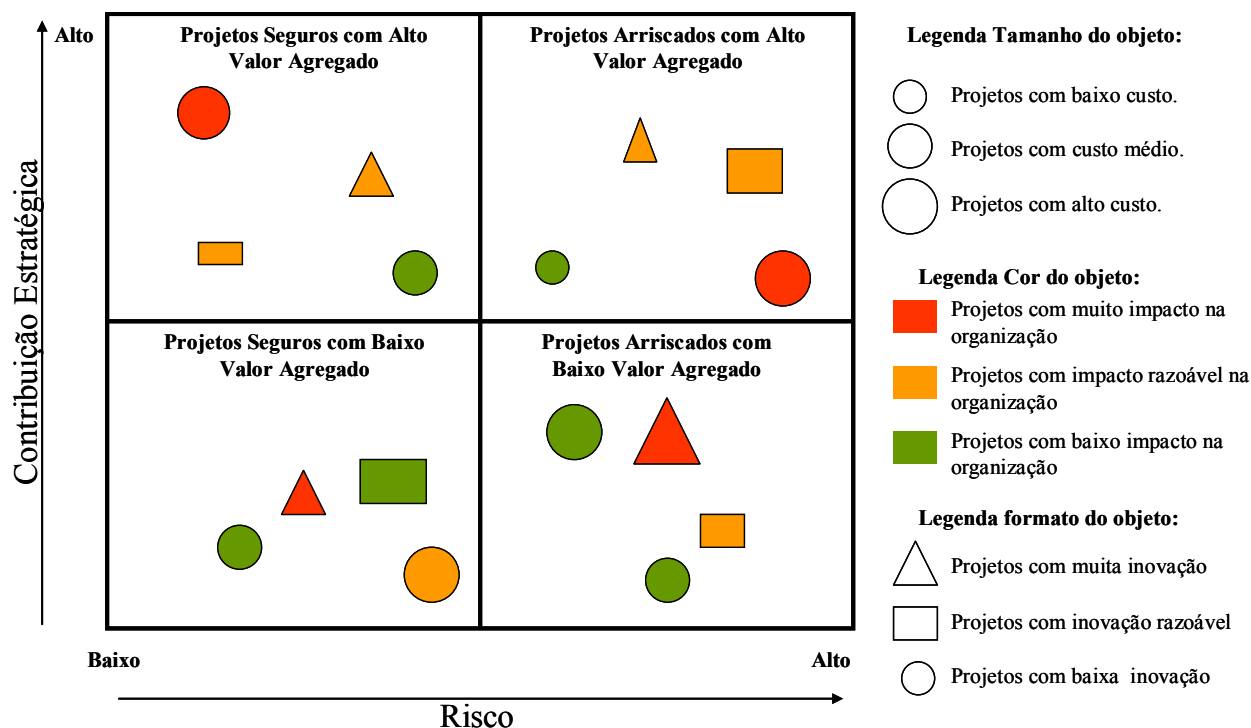 Alto
Contribuição Estratégica
Projetos Seguros com Alto
Valor Agregado
Projetos Arriscados com Alto
Valor Agregado
Projetos Seguros com Baixo
Valor Agregado
Projetos Arriscados com
Baixo Valor Agregado
Baixo
Alto
Risco
Legenda Tamanho do objeto:
Projetos com baixo custo.
Projetos com custo médio.
Projetos com alto custo.
Legenda Cor do objeto:
Projetos com muito impacto na
organização
Projetos com impacto razoável na
organização
Projetos com baixo impacto na
organização
Legenda formato do objeto:
Projetos com muita inovação
Projetos com inovação razoável
Projetos com baixa inovação